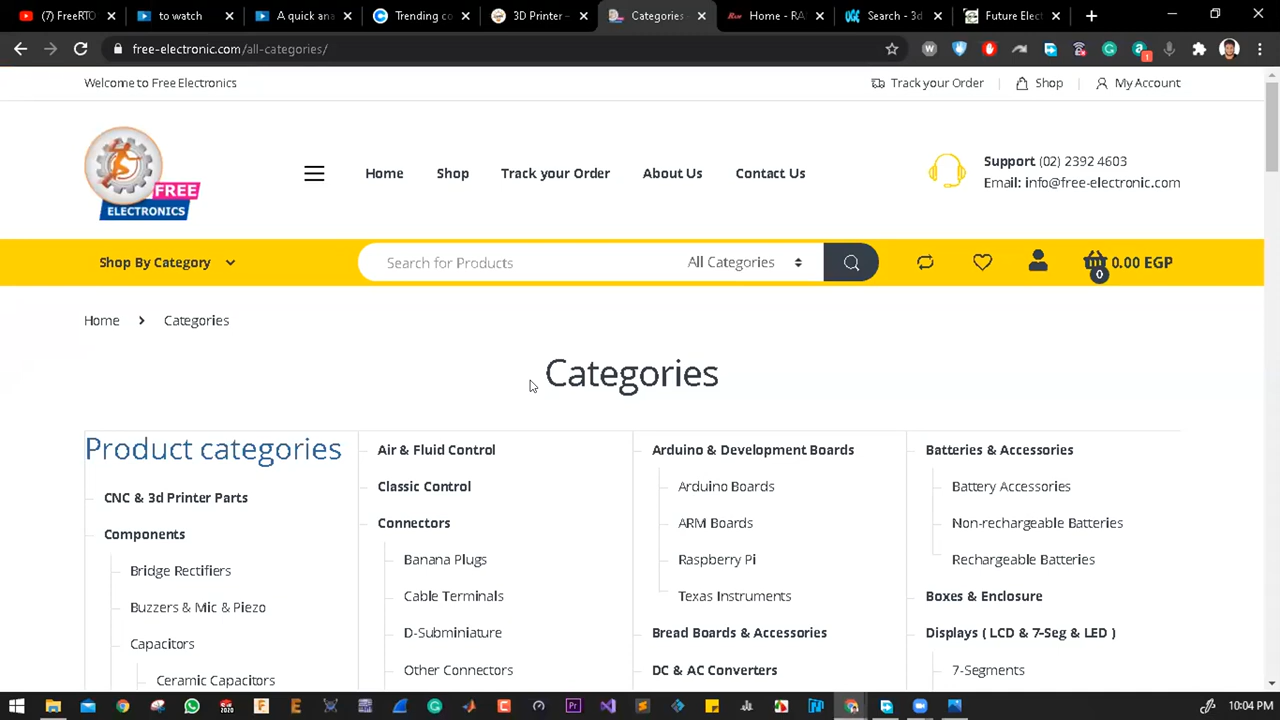 (7) FreeRTO
to watch
A quick ana
Trending co
3D Printer –
Categories
Home - RA
Search - 3d
Future Elect
free-electronic.com/all-categories/
Welcome to Free Electronics
Track your Order
Shop
My Account
FREE
ELECTRONICS
Home
Shop
Track your Order
About Us
Contact Us
Support (02) 2392 4603
Email: info@free-electronic.com
Shop By Category
Search for Products
All Categories
0
0.00 EGP
Home
Categories
Categories
Product categories
CNC & 3d Printer Parts
Components
Bridge Rectifiers
Buzzers & Mic & Piezo
Capacitors
Ceramic Capacitors
Air & Fluid Control
Classic Control
Connectors
Banana Plugs
Cable Terminals
D-Subminiature
Other Connectors
Arduino & Development Boards
Arduino Boards
ARM Boards
Raspberry Pi
Texas Instruments
Bread Boards & Accessories
DC & AC Converters
Batteries & Accessories
Battery Accessories
Non-rechargeable Batteries
Rechargeable Batteries
Boxes & Enclosure
Displays ( LCD & 7-Seg & LED )
7-Segments
10:04 PM